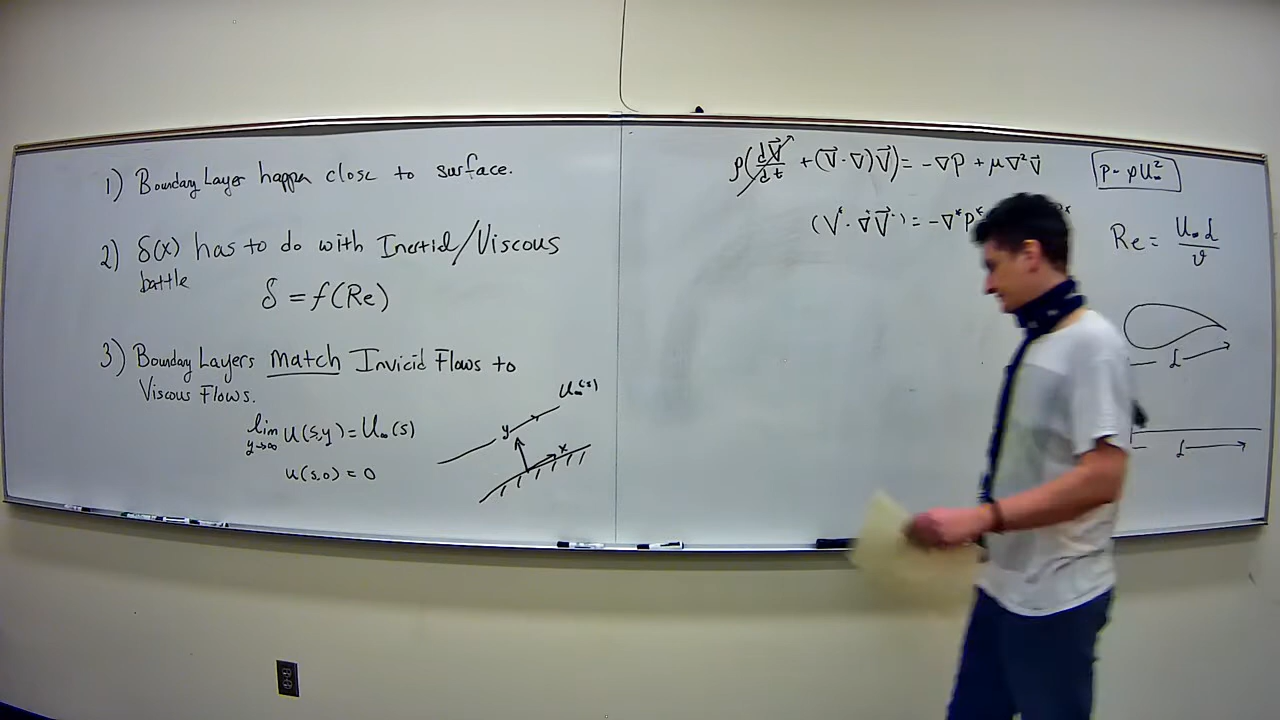 1) Boundary Layer happen close to surface.
2) δ(x) has to do with Inertial/Viscous
battle
δ = f(Re)
3) Boundary Layers match Invicid Flows to
Viscous Flows.
lim y→∞ u(s,y) = U∞(s)
u(s,0) = 0
U∞(s)
y
x
ρ(dV⃗/dt + (V⃗·∇)V⃗) = -∇P + μ∇²V⃗
P~ρU∞²
(V*·∇V⃗*) = -∇*P*
Re = U∞L/ν
L
L